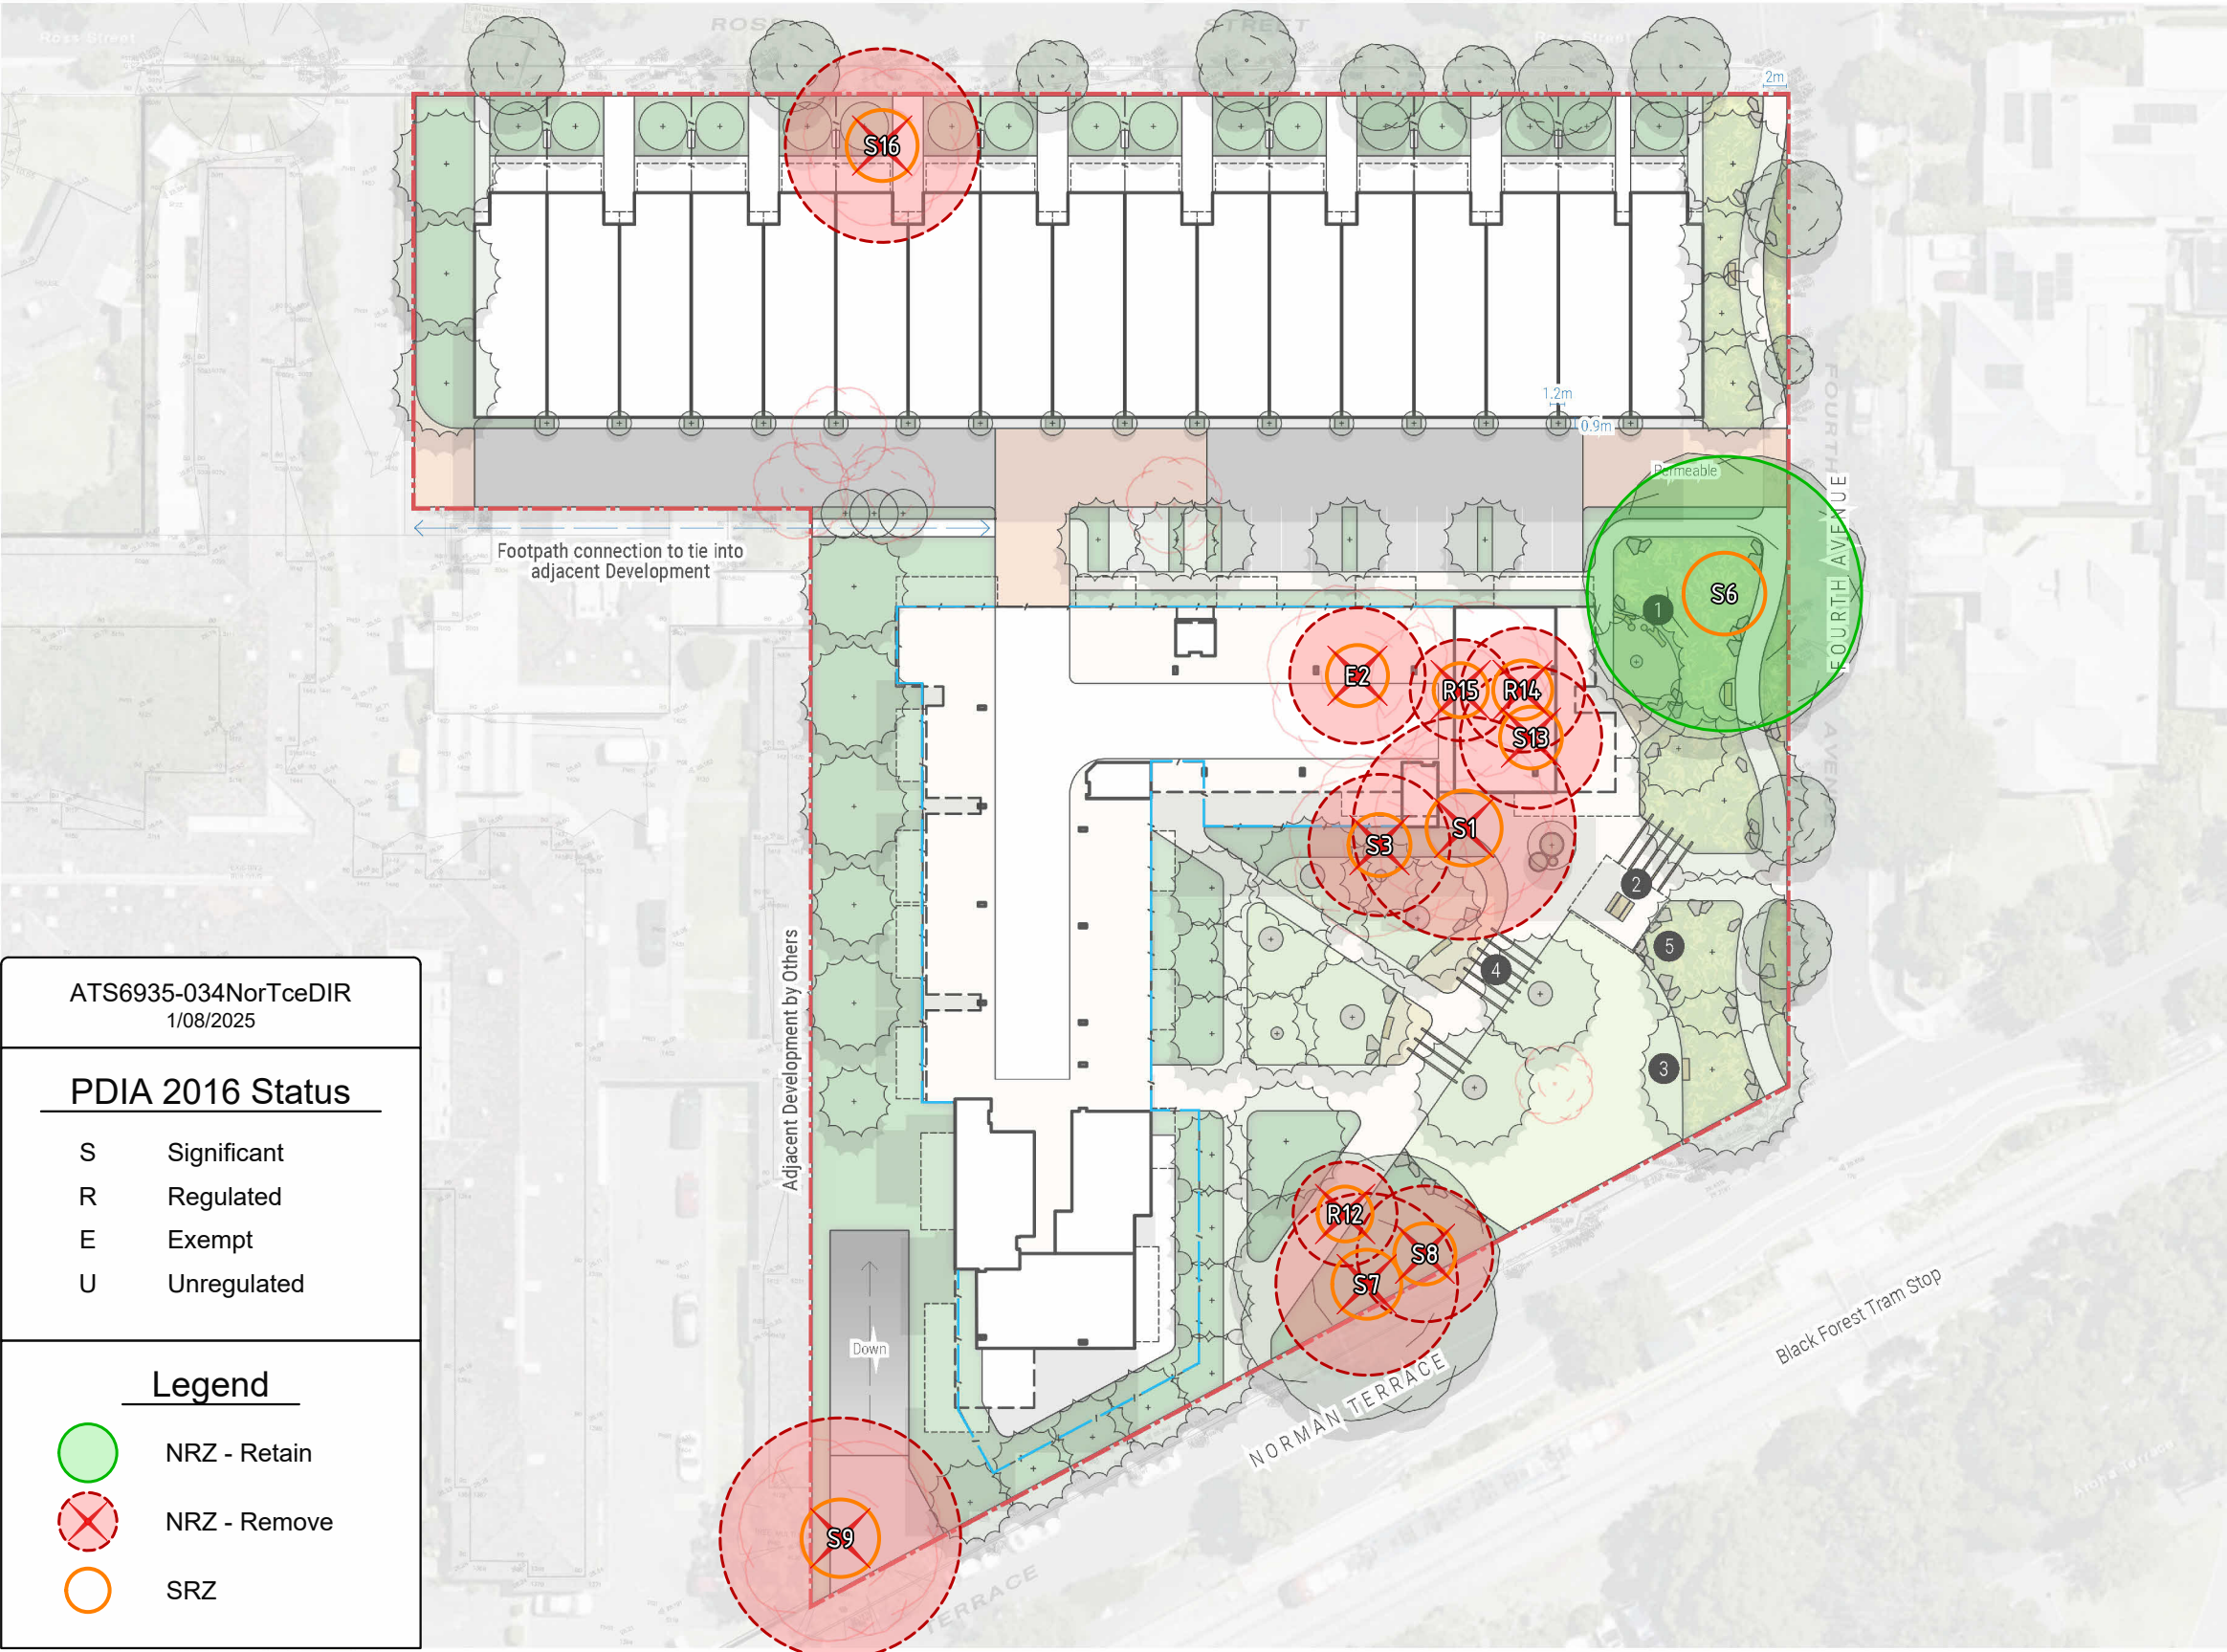 ROSS STREET
Ross Street
Ross Street
2m
S16
1.2m
0.9m
Permeable
FOURTH AVENUE
FOURTH AVENUE
Footpath connection to tie into
adjacent Development
S6
1
E2
R15
R14
S13
S3
S1
2
5
4
3
Adjacent Development by Others
R12
S8
S7
Down
NORMAN TERRACE
Black Forest Tram Stop
S9
TERRACE
ATS6935-034NorTceDIR
1/08/2025
PDIA 2016 Status
S Significant
R Regulated
E Exempt
U Unregulated
Legend
NRZ - Retain
NRZ - Remove
SRZ